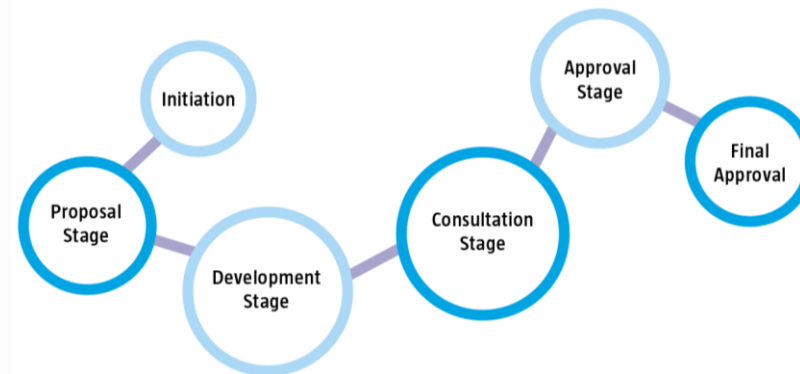 Initiation
Proposal
Stage
Development
Stage
Consultation
Stage
Approval
Stage
Final
Approval